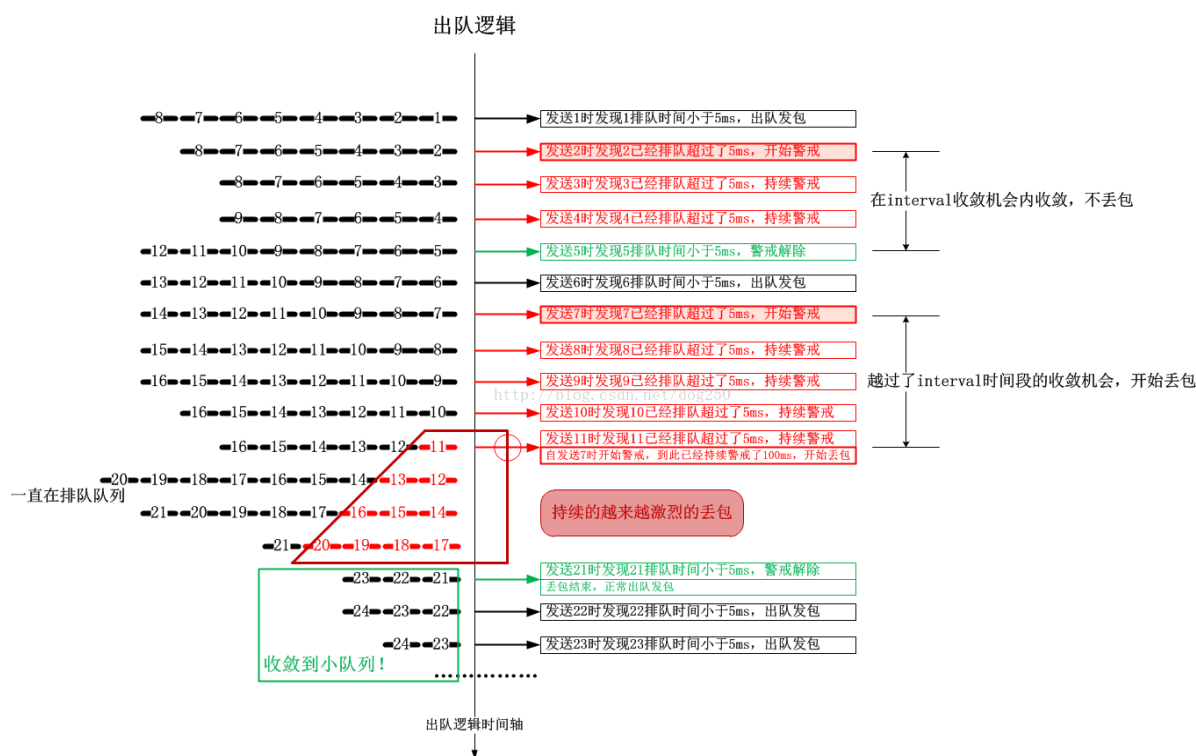 出队逻辑
8 7 6 5 4 3 2 1 发送1时发现1排队时间小于5ms，出队发包
8 7 6 5 4 3 2 发送2时发现2已经排队超过了5ms，开始警戒
8 7 6 5 4 3 发送3时发现3已经排队超过了5ms，持续警戒
在interval收敛机会内收敛，不丢包
9 8 7 6 5 4 发送4时发现4已经排队超过了5ms，持续警戒
12 11 10 9 8 7 6 5 发送5时发现5排队时间小于5ms，警戒解除
13 12 11 10 9 8 7 6 发送6时发现6排队时间小于5ms，出队发包
14 13 12 11 10 9 8 7 发送7时发现7已经排队超过了5ms，开始警戒
15 14 13 12 11 10 9 8 发送8时发现8已经排队超过了5ms，持续警戒
16 15 14 13 12 11 10 9 发送9时发现9已经排队超过了5ms，持续警戒
越过了interval时间段的收敛机会，开始丢包
http://blog.csdn.net/dog250
16 15 14 13 12 11 10 发送10时发现10已经排队超过了5ms，持续警戒
16 15 14 13 12 11 发送11时发现11已经排队超过了5ms，持续警戒
自发送7时开始警戒，到此已经持续警戒了100ms，开始丢包
20 19 18 17 16 15 14 13 12
一直在排队队列
21 20 19 18 17 16 15 14 持续的越来越激烈的丢包
21 20 19 18 17
23 22 21 发送21时发现21排队时间小于5ms，警戒解除
丢包结束，正常出队发包
24 23 22 发送22时发现22排队时间小于5ms，出队发包
24 23 发送23时发现23排队时间小于5ms，出队发包
收敛到小队列！
出队逻辑时间轴